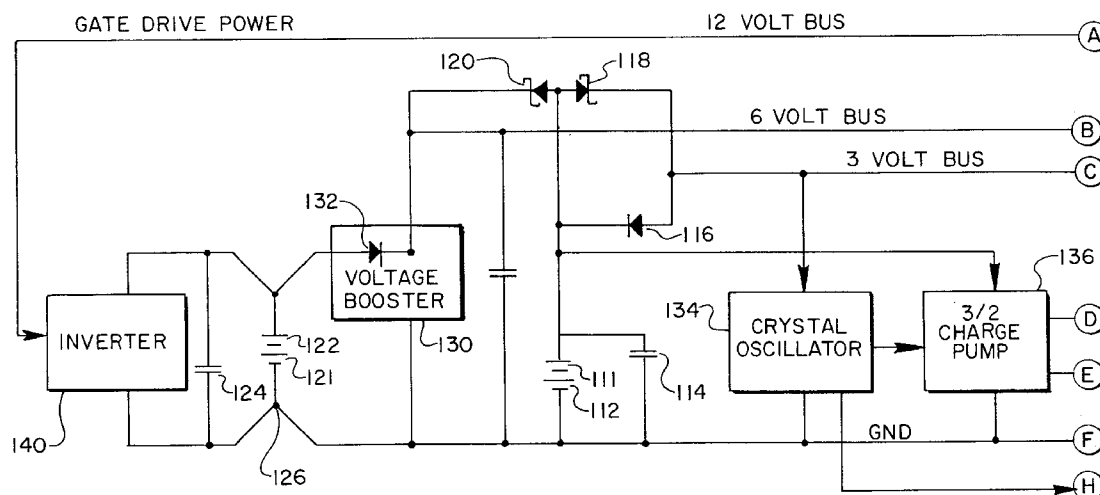 GATE DRIVE POWER
12 VOLT BUS
A
120
118
6 VOLT BUS
B
3 VOLT BUS
C
132
116
136
VOLTAGE
BOOSTER
134
CRYSTAL
OSCILLATOR
3/2
CHARGE
PUMP
D
INVERTER
122
121
130
124
111
112
114
E
140
126
GND
F
H